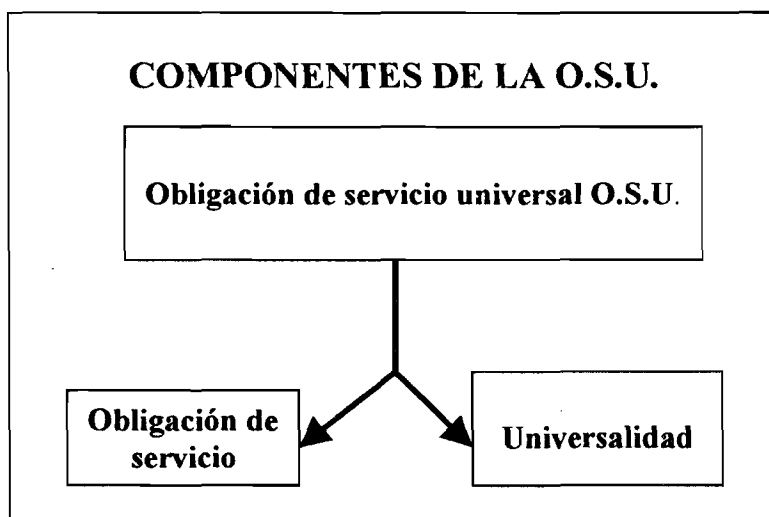 COMPONENTES DE LA O.S.U.
Obligación de servicio universal O.S.U.
Obligación de
servicio
Universalidad